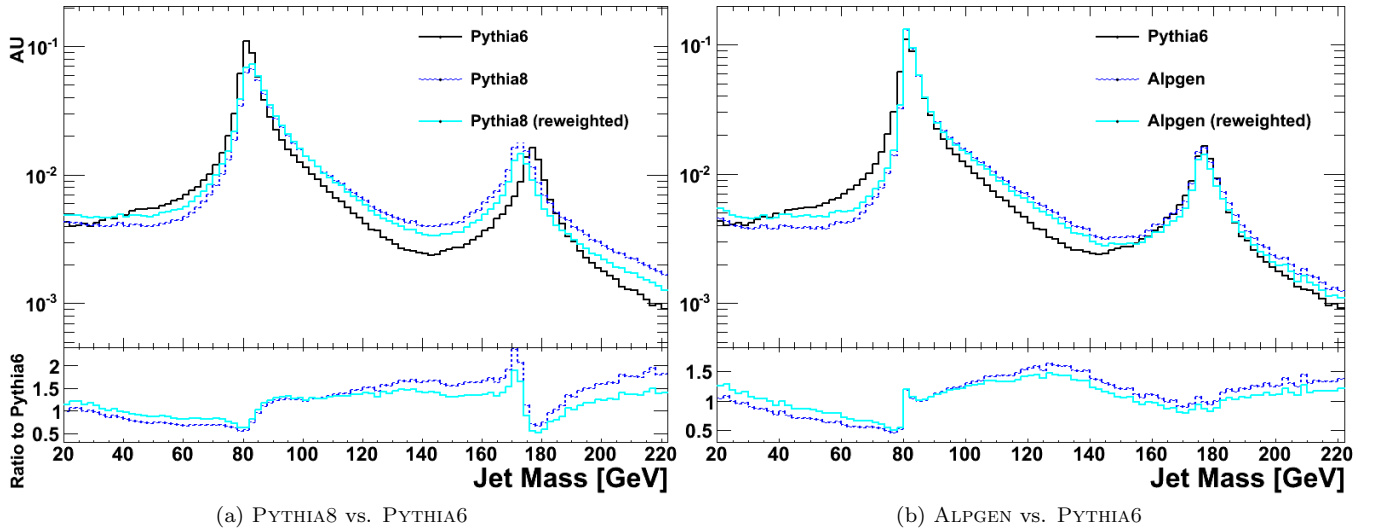 AU
10^-1
10^-2
10^-3
Pythia6
Pythia8
Pythia8 (reweighted)
Ratio to Pythia6
2
1.5
1
0.5
20 40 60 80 100 120 140 160 180 200 220
Jet Mass [GeV]
(a) PYTHIA8 vs. PYTHIA6
10^-1
10^-2
10^-3
Pythia6
Alpgen
Alpgen (reweighted)
1.5
1
0.5
20 40 60 80 100 120 140 160 180 200 220
Jet Mass [GeV]
(b) ALPGEN vs. PYTHIA6